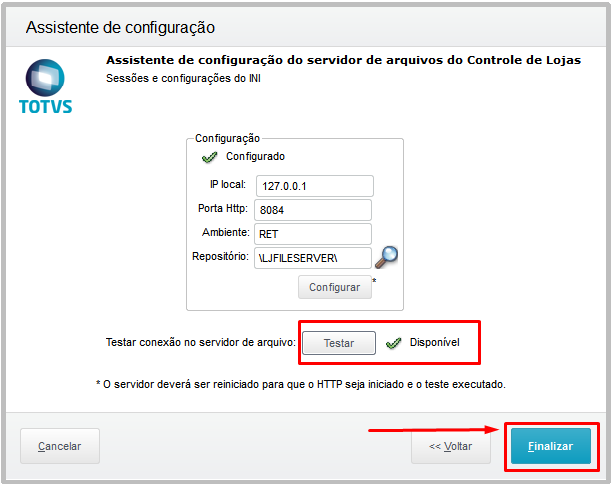 Assistente de configuração
Assistente de configuração do servidor de arquivos do Controle de Lojas
Sessões e configurações do INI
TOTVS
Configuração
Configurado
IP local: 127.0.0.1
Porta Http: 8084
Ambiente: RET
Repositório: \LJFILESERVER\
Configurar *
Testar conexão no servidor de arquivo: Testar Disponível
* O servidor deverá ser reiniciado para que o HTTP seja iniciado e o teste executado.
Cancelar << Voltar Finalizar